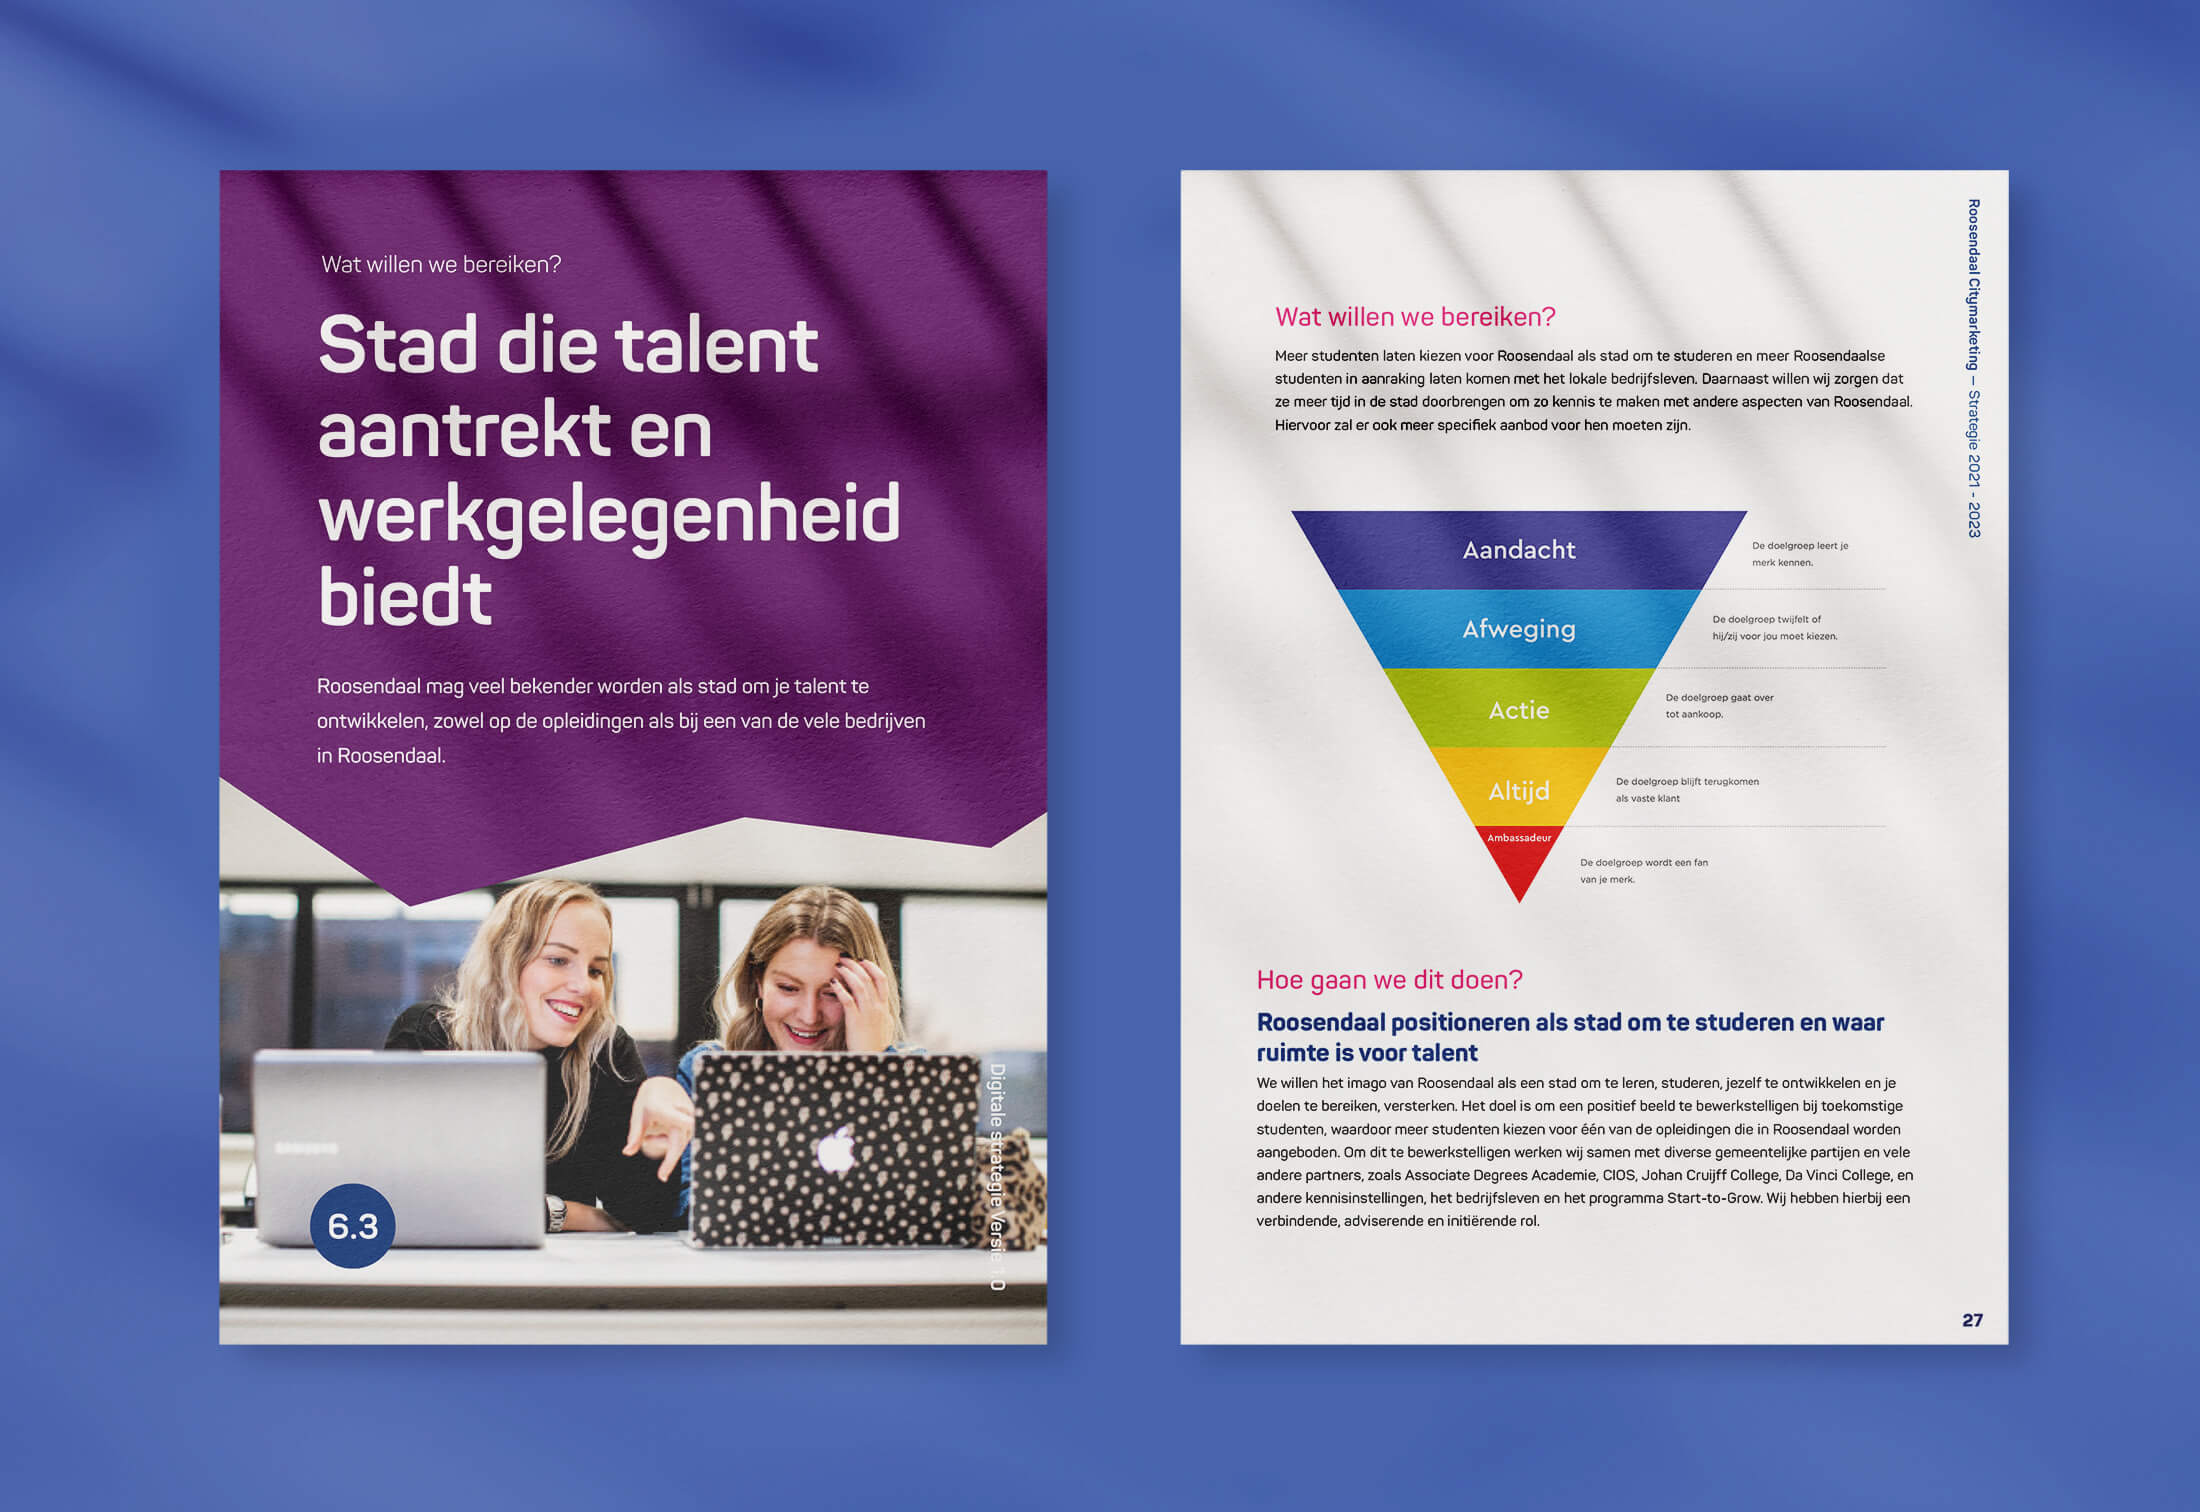 Wat willen we bereiken?
Stad die talent
aantrekt en
werkgelegenheid
biedt
Roosendaal mag veel bekender worden als stad om je talent te
ontwikkelen, zowel op de opleidingen als bij een van de vele bedrijven
in Roosendaal.
SAMSUNG
6.3
Digitale strategie Versie 1.0
Roosendaal Citymarketing — Strategie 2021 - 2023
Wat willen we bereiken?
Meer studenten laten kiezen voor Roosendaal als stad om te studeren en meer Roosendaalse
studenten in aanraking laten komen met het lokale bedrijfsleven. Daarnaast willen wij zorgen dat
ze meer tijd in de stad doorbrengen om zo kennis te maken met andere aspecten van Roosendaal.
Hiervoor zal er ook meer specifiek aanbod voor hen moeten zijn.
Aandacht
De doelgroep leert je
merk kennen.
Afweging
De doelgroep twijfelt of
hij/zij voor jou moet kiezen.
Actie
De doelgroep gaat over
tot aankoop.
Altijd
De doelgroep blijft terugkomen
als vaste klant
Ambassadeur
De doelgroep wordt een fan
van je merk.
Hoe gaan we dit doen?
Roosendaal positioneren als stad om te studeren en waar
ruimte is voor talent
We willen het imago van Roosendaal als een stad om te leren, studeren, jezelf te ontwikkelen en je
doelen te bereiken, versterken. Het doel is om een positief beeld te bewerkstelligen bij toekomstige
studenten, waardoor meer studenten kiezen voor één van de opleidingen die in Roosendaal worden
aangeboden. Om dit te bewerkstelligen werken wij samen met diverse gemeentelijke partijen en vele
andere partners, zoals Associate Degrees Academie, CIOS, Johan Cruijff College, Da Vinci College, en
andere kennisinstellingen, het bedrijfsleven en het programma Start-to-Grow. Wij hebben hierbij een
verbindende, adviserende en initiërende rol.
27